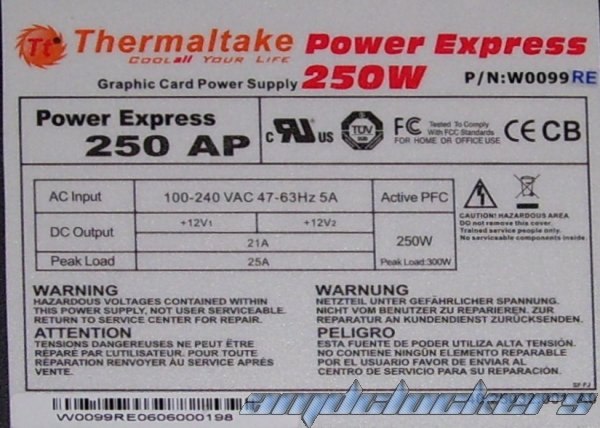 Tt Thermaltake Power Express
COOLall YOUR LIFE
Graphic Card Power Supply 250W P/N:W0099RE
Power Express
250 AP
c UL US TUV FC Tested To Comply
With FCC Standards
FOR HOME OR OFFICE USE
CE CB
AC Input 100-240 VAC 47-63Hz 5A Active PFC
DC Output +12V1 +12V2
21A 250W
Peak Load 25A Peak Load:300W
CAUTION! HAZARDOUS AREA
Do not remove this cover.
Trained service people only.
No serviceable components inside.
WARNING
HAZARDOUS VOLTAGES CONTAINED WITHIN
THIS POWER SUPPLY, NOT USER SERVICEABLE.
RETURN TO SERVICE CENTER FOR REPAIR.
ATTENTION
TENSIONS DANGEREUSES NE PEUT ÊTRE
RÉPARÉ PAR L'UTILISATEUR. POUR TOUTE
RÉPARATION RENVOYER AU SEVICE APRÈS
VENTE.
WARNUNG
NETZTEIL UNTER GEFÄHRLICHER SPANNUNG.
NICHT VOM BENUTZER ZU REPARIEREN. ZUR
REPARATUR AN KUNDENDIENST ZURÜCKSENDEN.
PELIGRO
ESTA FUENTE DE PODER UTILIZA ALTA TENSION.
NO CONTIENE NINGÚN ELEMENTO REPARABLE
POR EL USUARIO FAVOR DE ENVIAR AL
CENTRO DE SERVICIO PARA SU REPARACIÓN
W0099RE0606000198
ampdclockers